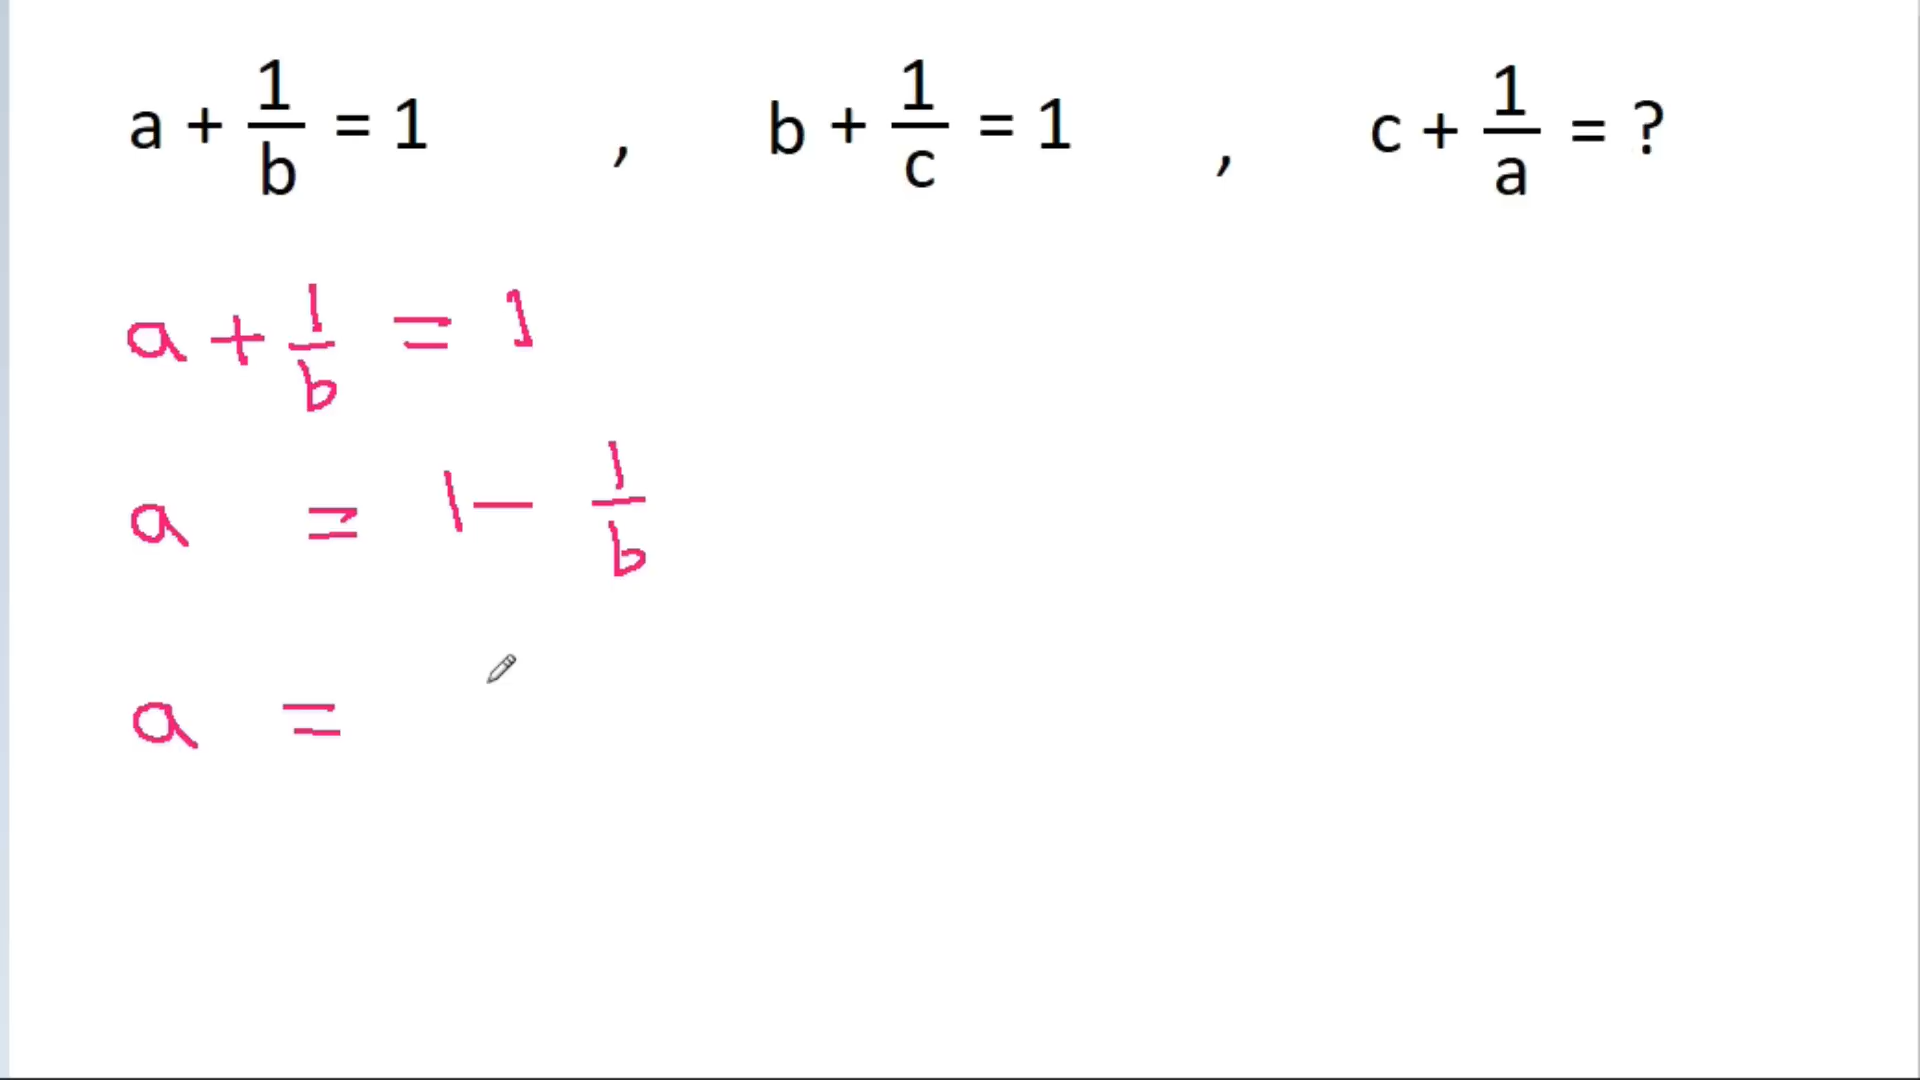 a + 1/b = 1 , b + 1/c = 1 , c + 1/a = ?
a + 1/b = 1
a = 1 - 1/b
a =